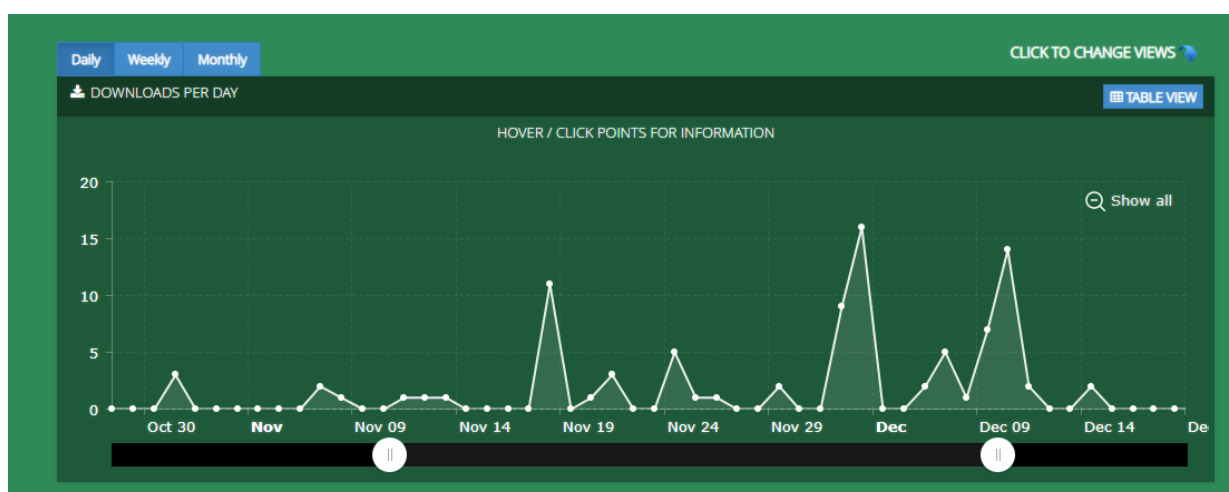 Daily Weekly Monthly CLICK TO CHANGE VIEWS
DOWNLOADS PER DAY TABLE VIEW
HOVER / CLICK POINTS FOR INFORMATION
20
Show all
15
10
5
0
Oct 30 Nov Nov 09 Nov 14 Nov 19 Nov 24 Nov 29 Dec Dec 09 Dec 14 De